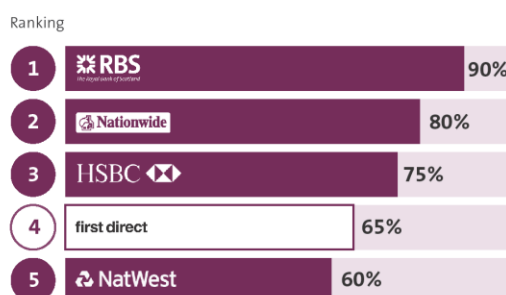 Ranking
1 RBS 90%
The Royal Bank of Scotland
2 Nationwide 80%
3 HSBC 75%
4 first direct 65%
5 NatWest 60%